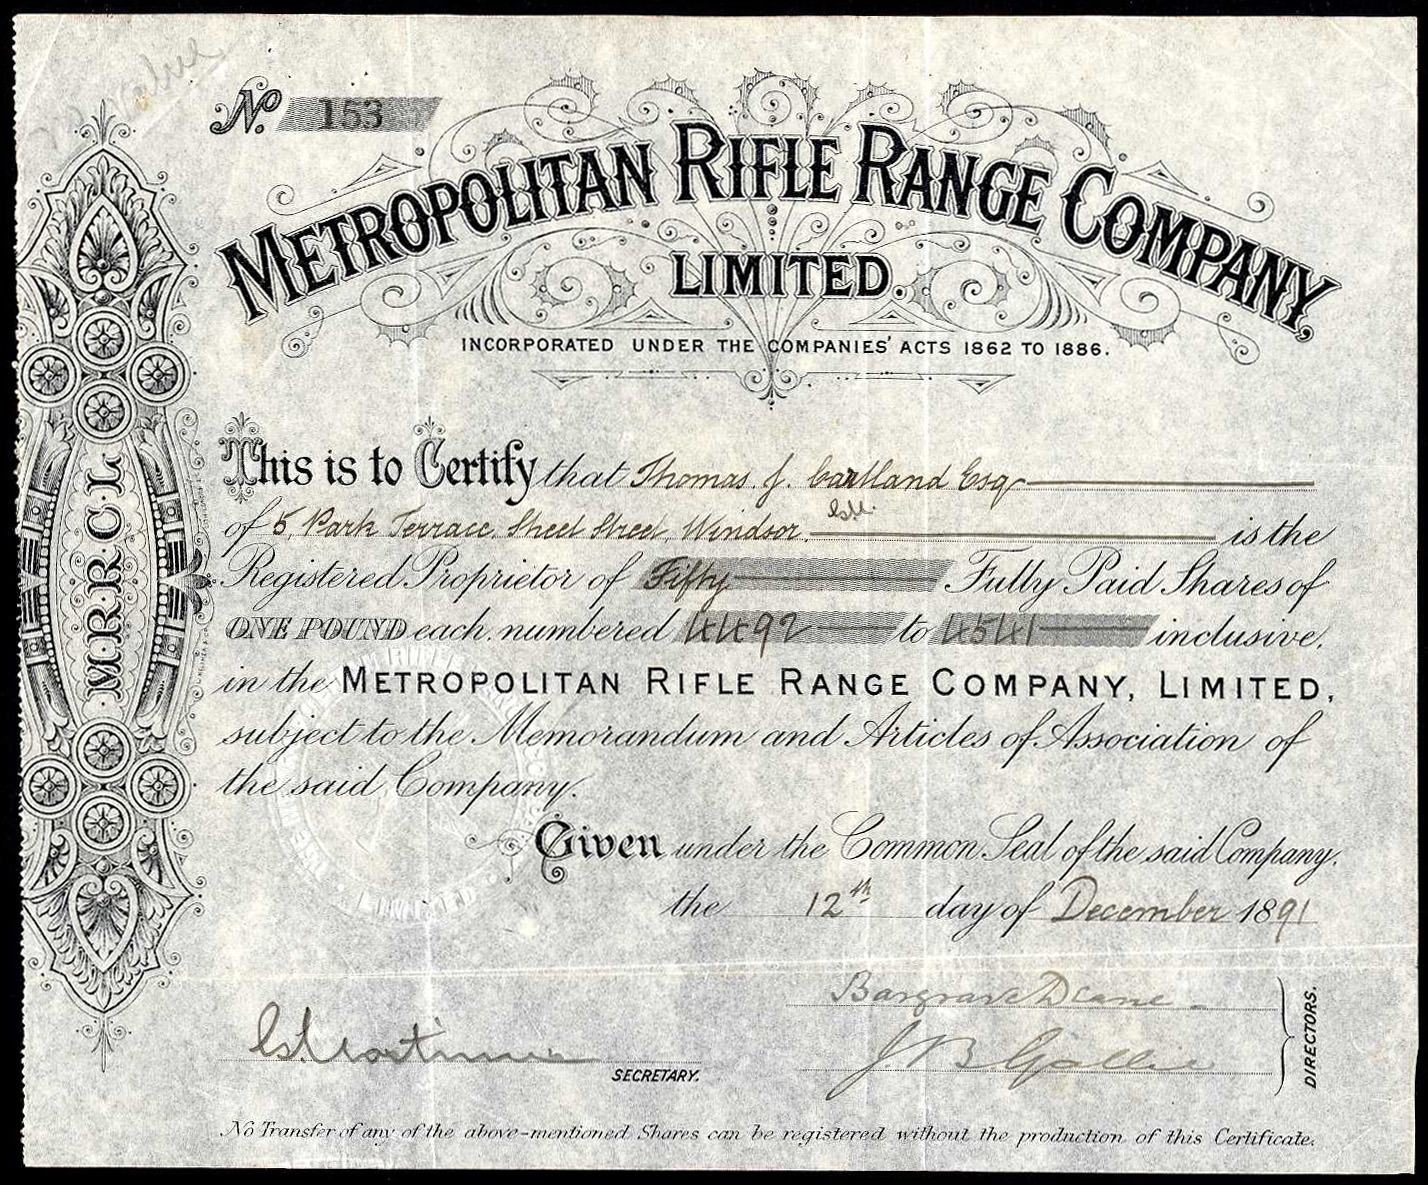 No. 153
METROPOLITAN RIFLE RANGE COMPANY,
LIMITED.
INCORPORATED UNDER THE COMPANIES' ACTS 1862 TO 1886.
This is to Certify that Thomas J. Cartland Esq
of 5, Park Terrace, Sheet Street, Windsor. is the
Registered Proprietor of Fifty Fully Paid Shares of
ONE POUND each, numbered 4492 to 4541 inclusive,
in the METROPOLITAN RIFLE RANGE COMPANY, LIMITED,
subject to the Memorandum and Articles of Association of
the said Company.
Given under the Common Seal of the said Company,
the 12th day of December 1891
Bargrave Deane
J. B. Gallie
DIRECTORS.
SECRETARY.
No Transfer of any of the above-mentioned Shares can be registered without the production of this Certificate.
M.R.R.C.L